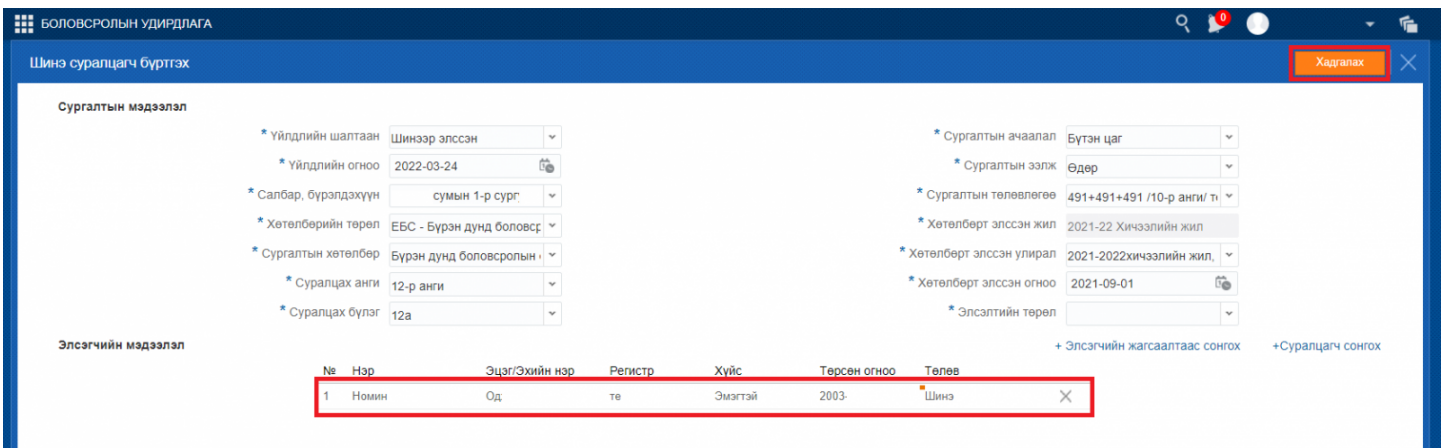 БОЛОВСРОЛЫН УДИРДЛАГА 0
Шинэ суралцагч бүртгэх Хадгалах
Сургалтын мэдээлэл
* Үйлдлийн шалтаан Шинээр элссэн * Сургалтын ачаалал Бүтэн цаг
* Үйлдлийн огноо 2022-03-24 * Сургалтын ээлж Өдөр
* Салбар, бүрэлдэхүүн сумын 1-р сург * Сургалтын төлөвлөгөө 491+491+491 /10-р анги/ т
* Хөтөлбөрийн төрөл ЕБС - Бүрэн дунд боловср * Хөтөлбөрт элссэн жил 2021-22 Хичээлийн жил
* Сургалтын хөтөлбөр Бүрэн дунд боловсролын * Хөтөлбөрт элссэн улирал 2021-2022хичээлийн жил,
* Суралцах анги 12-р анги * Хөтөлбөрт элссэн огноо 2021-09-01
* Суралцах бүлэг 12а * Элсэлтийн төрөл
Элсэгчийн мэдээлэл + Элсэгчийн жагсаалтаас сонгох +Суралцагч сонгох
№ Нэр Эцэг/Эхийн нэр Регистр Хүйс Төрсөн огноо Төлөв
1 Номин Од те Эмэгтэй 2003- Шинэ